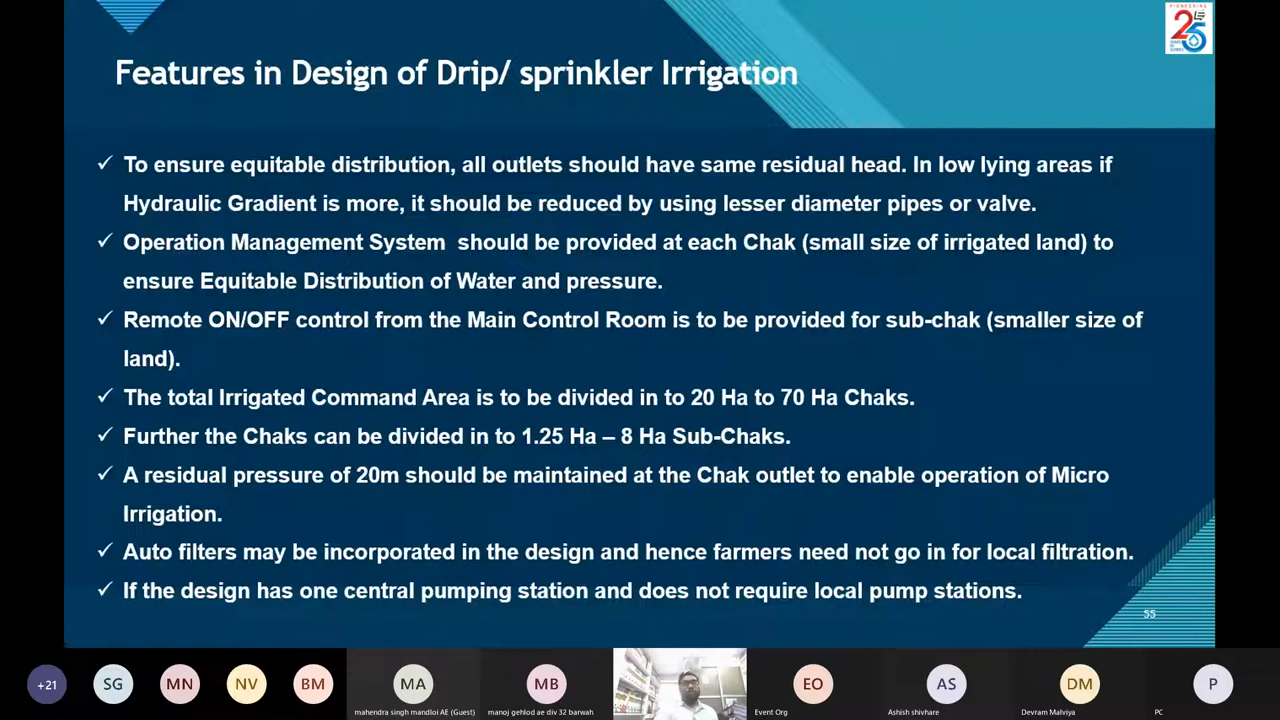 PIONEERING
25
Features in Design of Drip/ sprinkler Irrigation
✓ To ensure equitable distribution, all outlets should have same residual head. In low lying areas if
Hydraulic Gradient is more, it should be reduced by using lesser diameter pipes or valve.
✓ Operation Management System  should be provided at each Chak (small size of irrigated land) to
ensure Equitable Distribution of Water and pressure.
✓ Remote ON/OFF control from the Main Control Room is to be provided for sub-chak (smaller size of
land).
✓ The total Irrigated Command Area is to be divided in to 20 Ha to 70 Ha Chaks.
✓ Further the Chaks can be divided in to 1.25 Ha – 8 Ha Sub-Chaks.
✓ A residual pressure of 20m should be maintained at the Chak outlet to enable operation of Micro
Irrigation.
✓ Auto filters may be incorporated in the design and hence farmers need not go in for local filtration.
✓ If the design has one central pumping station and does not require local pump stations.
55
+21 SG MN NV BM MA MB EO AS DM P
mahendra singh mandloi AE (Guest) manoj gehlod ae div 32 barwah Event Org Ashish shivhare Devram Malviya PC